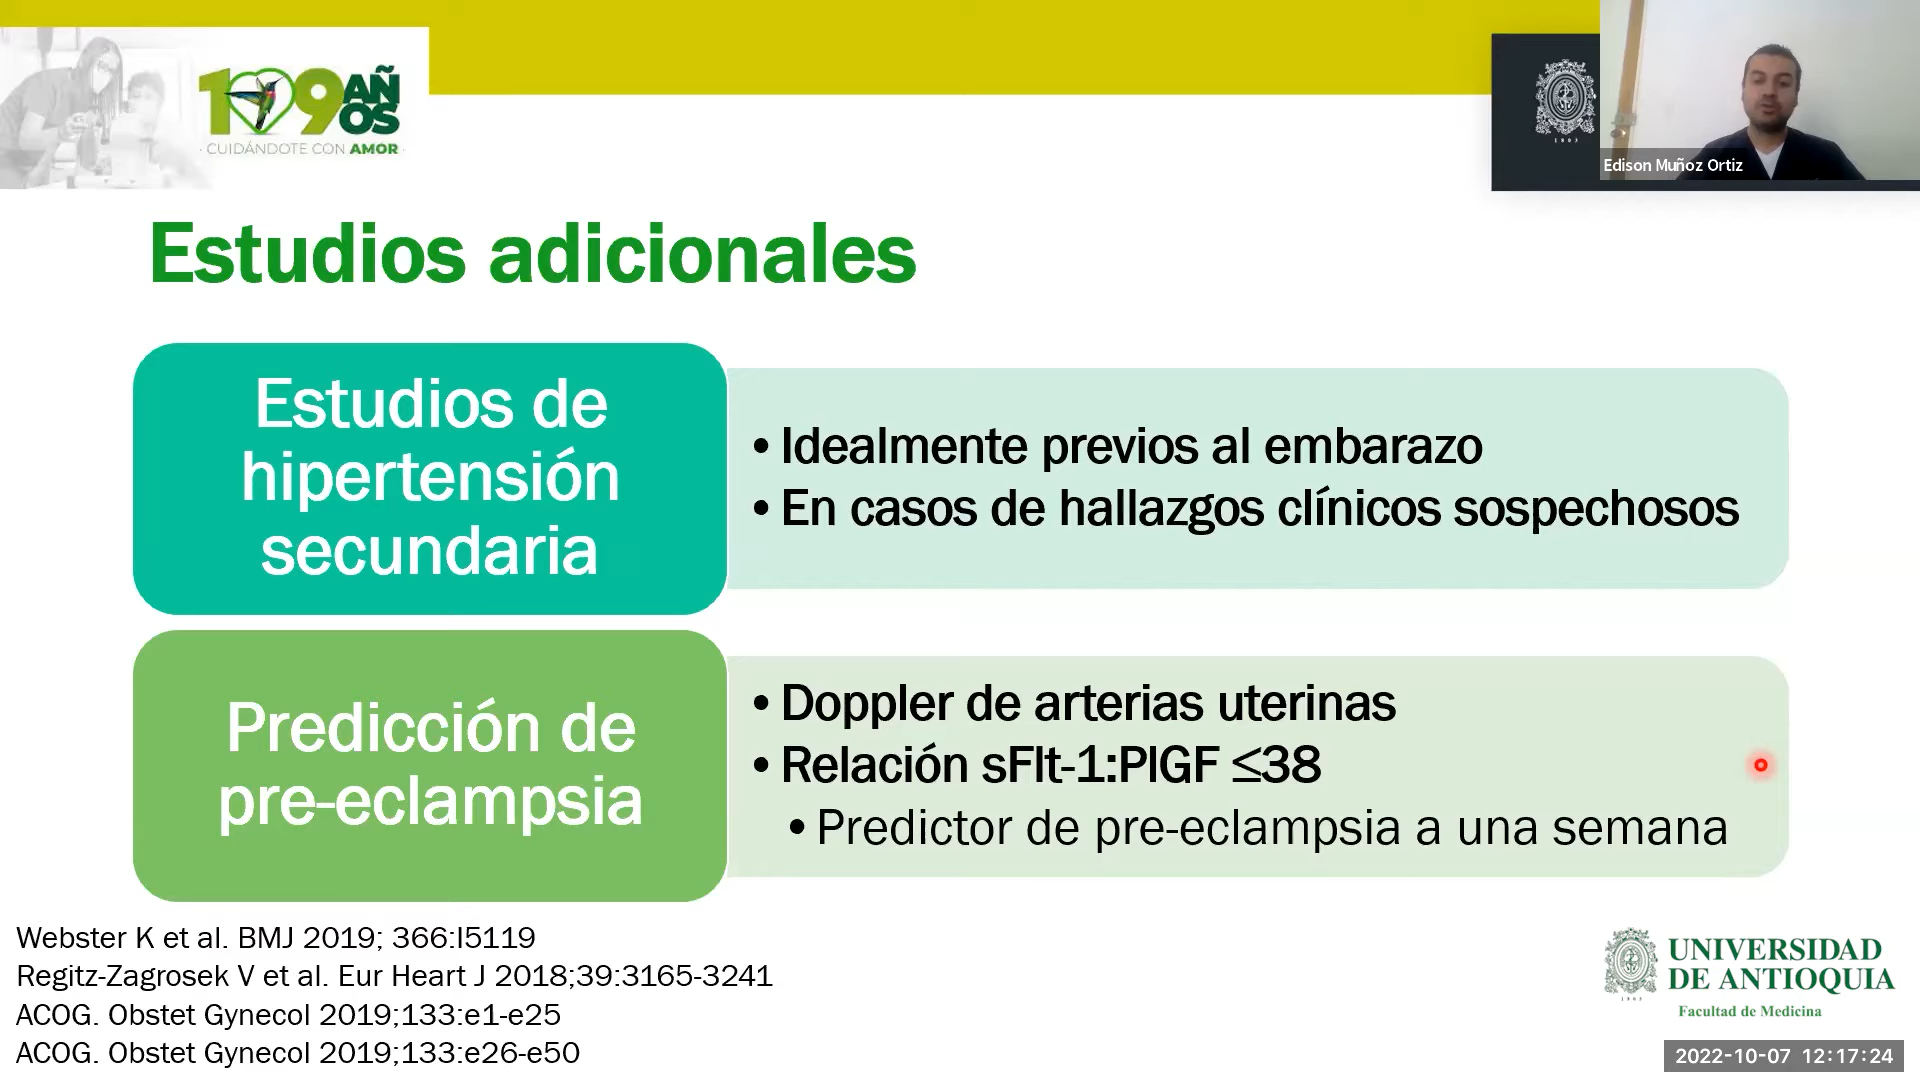 109 AÑOS
· CUIDÁNDOTE CON AMOR ·
1803
Edison Muñoz Ortiz
Estudios adicionales
Estudios de
hipertensión
secundaria
• Idealmente previos al embarazo
• En casos de hallazgos clínicos sospechosos
Predicción de
pre-eclampsia
• Doppler de arterias uterinas
• Relación sFlt-1:PlGF ≤38
• Predictor de pre-eclampsia a una semana
Webster K et al. BMJ 2019; 366:l5119
Regitz-Zagrosek V et al. Eur Heart J 2018;39:3165-3241
ACOG. Obstet Gynecol 2019;133:e1-e25
ACOG. Obstet Gynecol 2019;133:e26-e50
UNIVERSIDAD
DE ANTIOQUIA
1803
Facultad de Medicina
2022-10-07 12:17:24